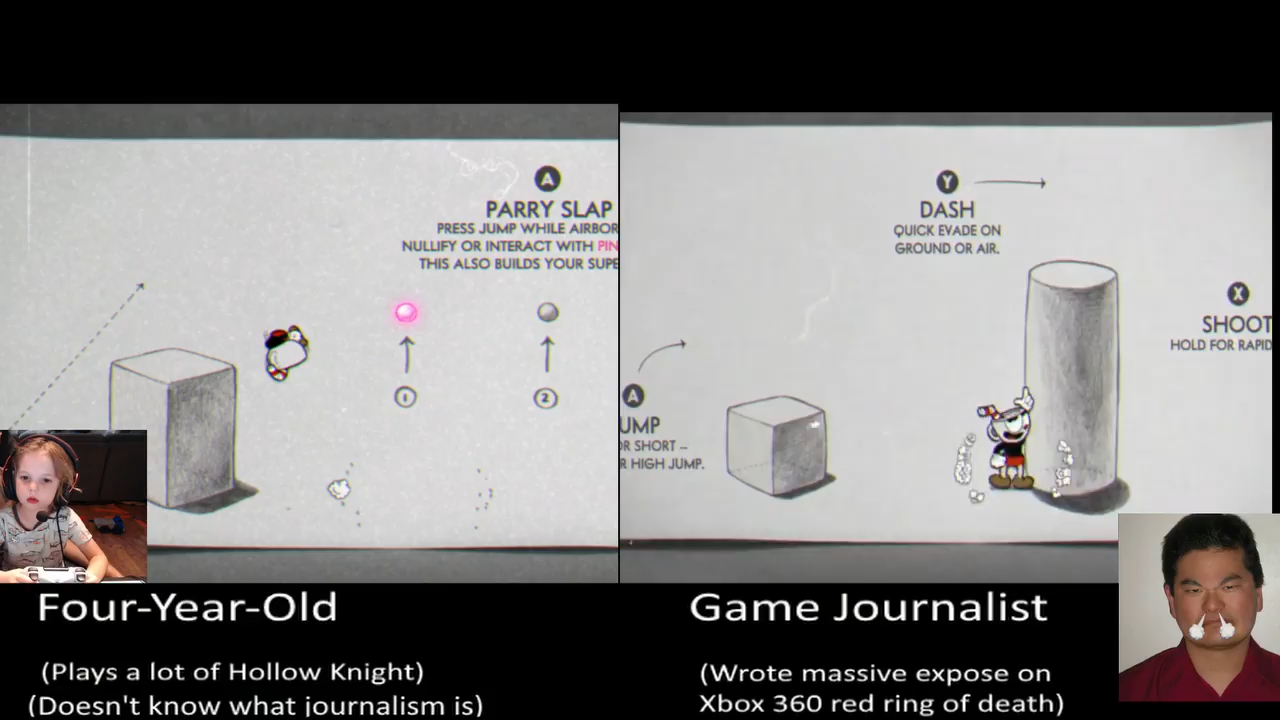 A
PARRY SLAP
PRESS JUMP WHILE AIRBOR
NULLIFY OR INTERACT WITH PIN
THIS ALSO BUILDS YOUR SUPE
1
2
Y
DASH
QUICK EVADE ON
GROUND OR AIR.
X
SHOOT
HOLD FOR RAPID
A
UMP
OR SHORT –
R HIGH JUMP.
Four-Year-Old
(Plays a lot of Hollow Knight)
(Doesn't know what journalism is)
Game Journalist
(Wrote massive expose on
Xbox 360 red ring of death)